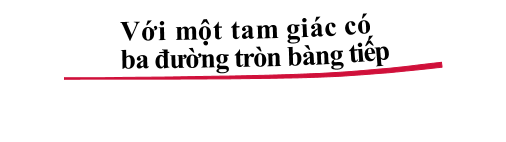 Với một tam giác có
ba đường tròn bàng tiếp